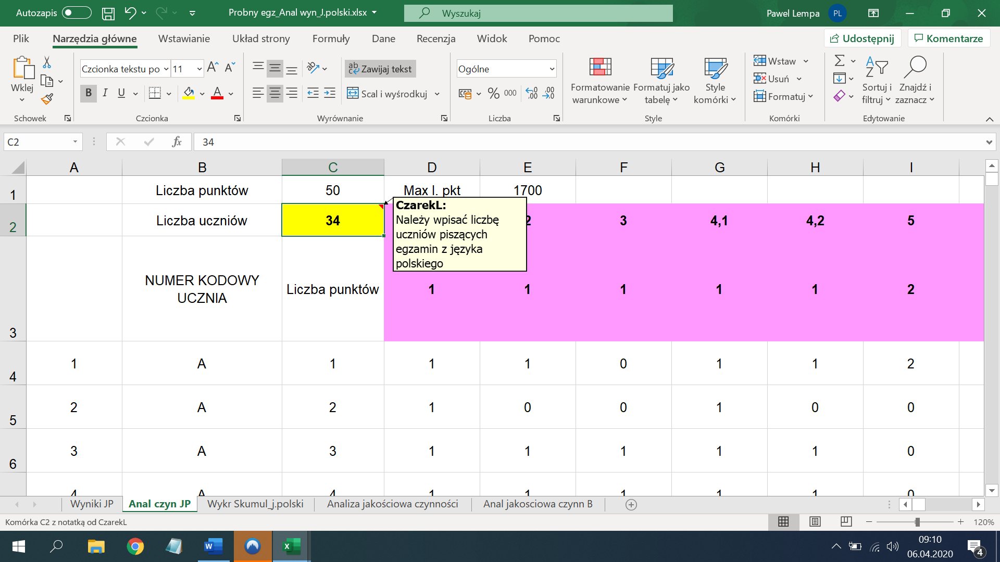 Autozapis
Probny egz_Anal wyn_J.polski.xlsx
Wyszukaj
Pawel Lempa
PL
Plik
Narzędzia główne
Wstawianie
Układ strony
Formuły
Dane
Recenzja
Widok
Pomoc
Udostępnij
Komentarze
Wklej
Schowek
Czcionka tekstu po
11
B I U
Czcionka
Zawijaj tekst
Scal i wyśrodkuj
Wyrównanie
Ogólne
% 000
Liczba
Formatowanie
warunkowe
Formatuj jako
tabelę
Style
komórki
Style
Wstaw
Usuń
Formatuj
Komórki
Sortuj i
filtruj
Znajdź i
zaznacz
Edytowanie
C2
fx
34
A B C D E F G H I
1 Liczba punktów 50 Max l. pkt 1700
2 Liczba uczniów 34 2 3 4,1 4,2 5
CzarekL:
Należy wpisać liczbę
uczniów piszących
egzamin z języka
polskiego
3 NUMER KODOWY
UCZNIA
Liczba punktów 1 1 1 1 1 2
4 1 A 1 1 1 0 1 1 2
5 2 A 2 1 0 0 1 0 0
6 3 A 3 1 1 1 1 1 0
4 A 4 1 1 1 1 1 0
Wyniki JP
Anal czyn JP
Wykr Skumul_j.polski
Analiza jakościowa czynności
Anal jakosciowa czynn B
Komórka C2 z notatką od CzarekL
120%
09:10
06.04.2020
4